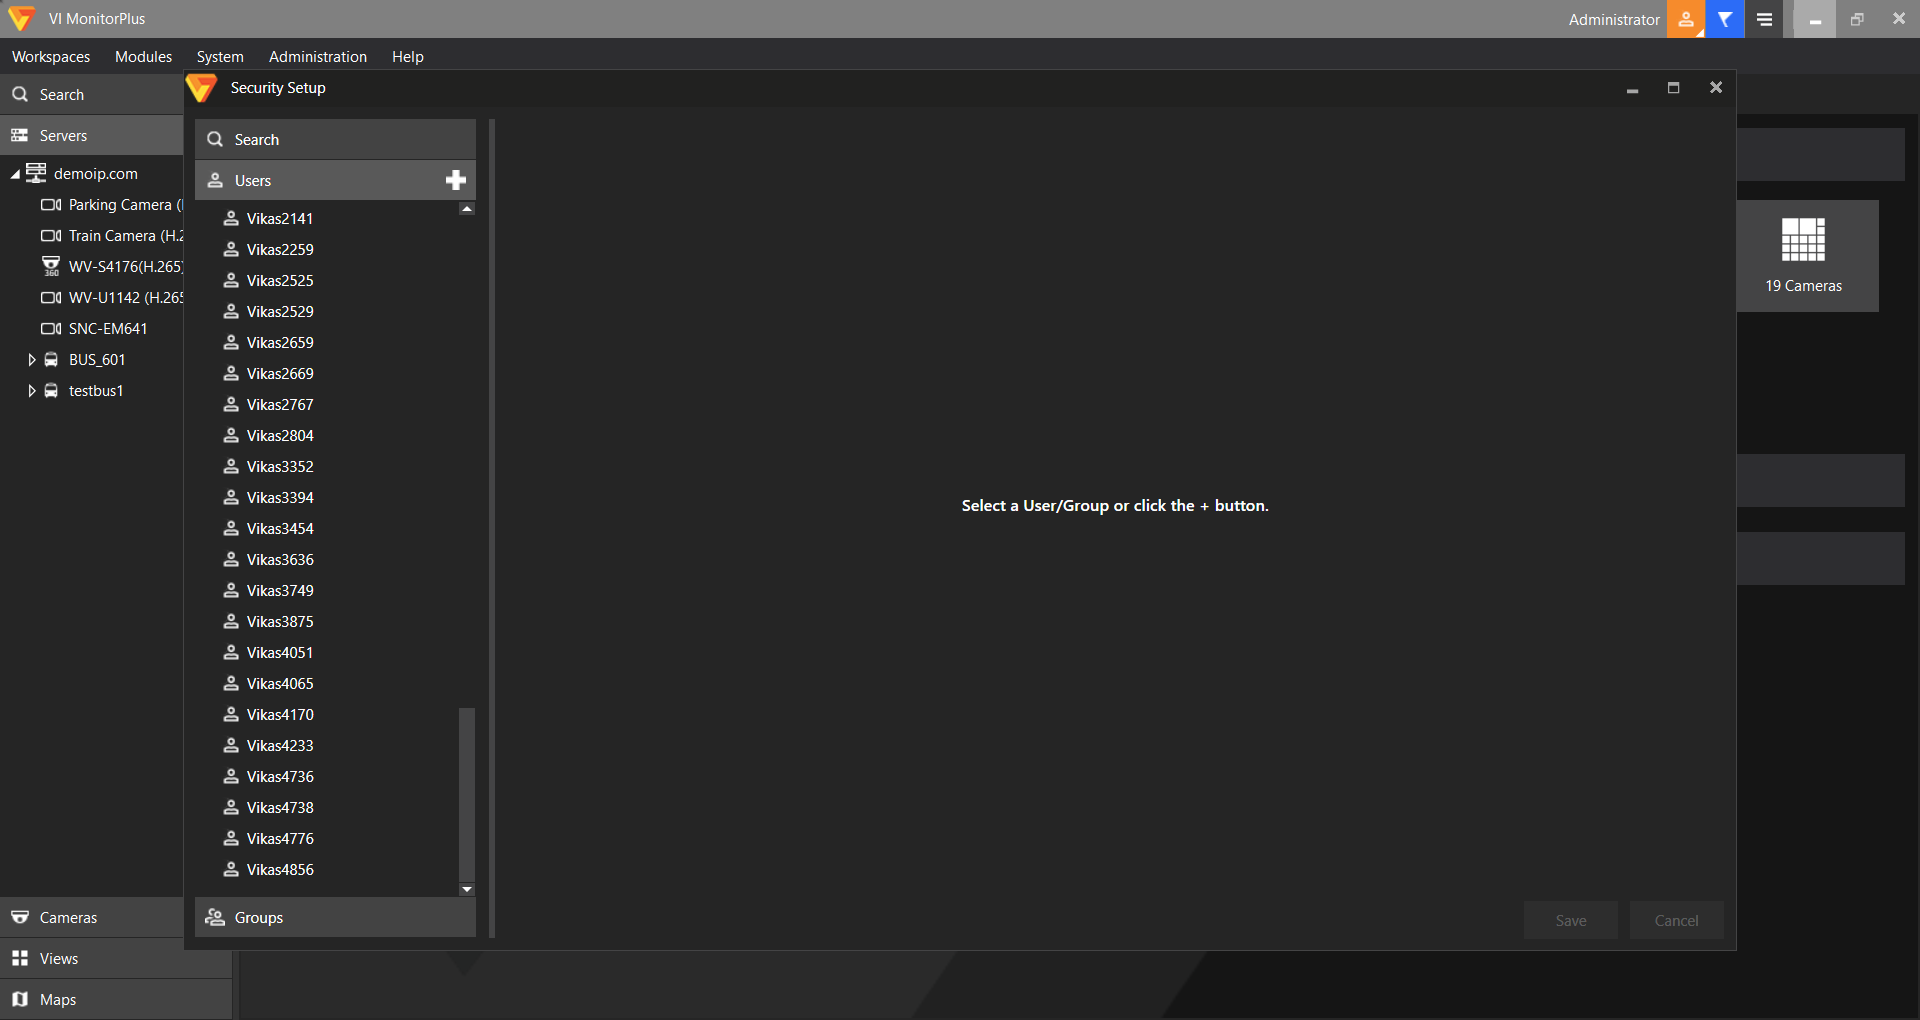 VI MonitorPlus
Administrator
Workspaces Modules System Administration Help
Search
Servers
demoip.com
Parking Camera (
Train Camera (H.2
WV-S4176(H.265)
WV-U1142 (H.265
SNC-EM641
BUS_601
testbus1
Cameras
Views
Maps
Security Setup
Search
Users
Vikas2141
Vikas2259
Vikas2525
Vikas2529
Vikas2659
Vikas2669
Vikas2767
Vikas2804
Vikas3352
Vikas3394
Vikas3454
Vikas3636
Vikas3749
Vikas3875
Vikas4051
Vikas4065
Vikas4170
Vikas4233
Vikas4736
Vikas4738
Vikas4776
Vikas4856
Groups
Select a User/Group or click the + button.
Save Cancel
19 Cameras